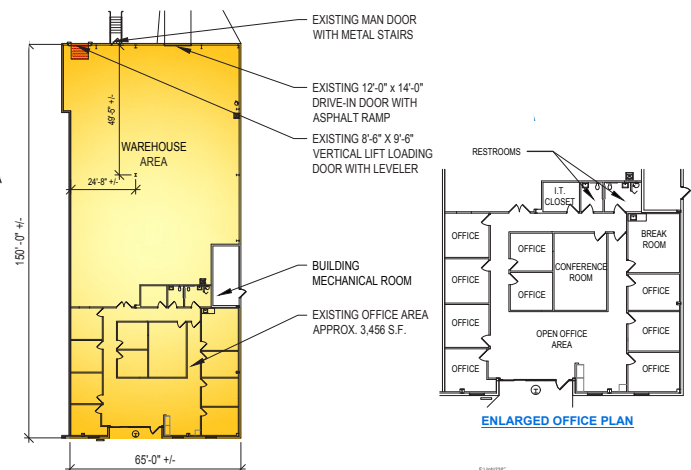 EXISTING MAN DOOR
WITH METAL STAIRS
EXISTING 12'-0" x 14'-0"
DRIVE-IN DOOR WITH
ASPHALT RAMP
EXISTING 8'-6" X 9'-6"
VERTICAL LIFT LOADING
DOOR WITH LEVELER
WAREHOUSE
AREA
24'-8" +/-
150'-0" +/-
BUILDING
MECHANICAL ROOM
EXISTING OFFICE AREA
APPROX. 3,456 S.F.
65'-0" +/-
RESTROOMS
I.T.
CLOSET
OFFICE
OFFICE
BREAK
ROOM
OFFICE
CONFERENCE
ROOM
OFFICE
OFFICE
OFFICE
OFFICE
OFFICE
OPEN OFFICE
AREA
OFFICE
OFFICE
ENLARGED OFFICE PLAN